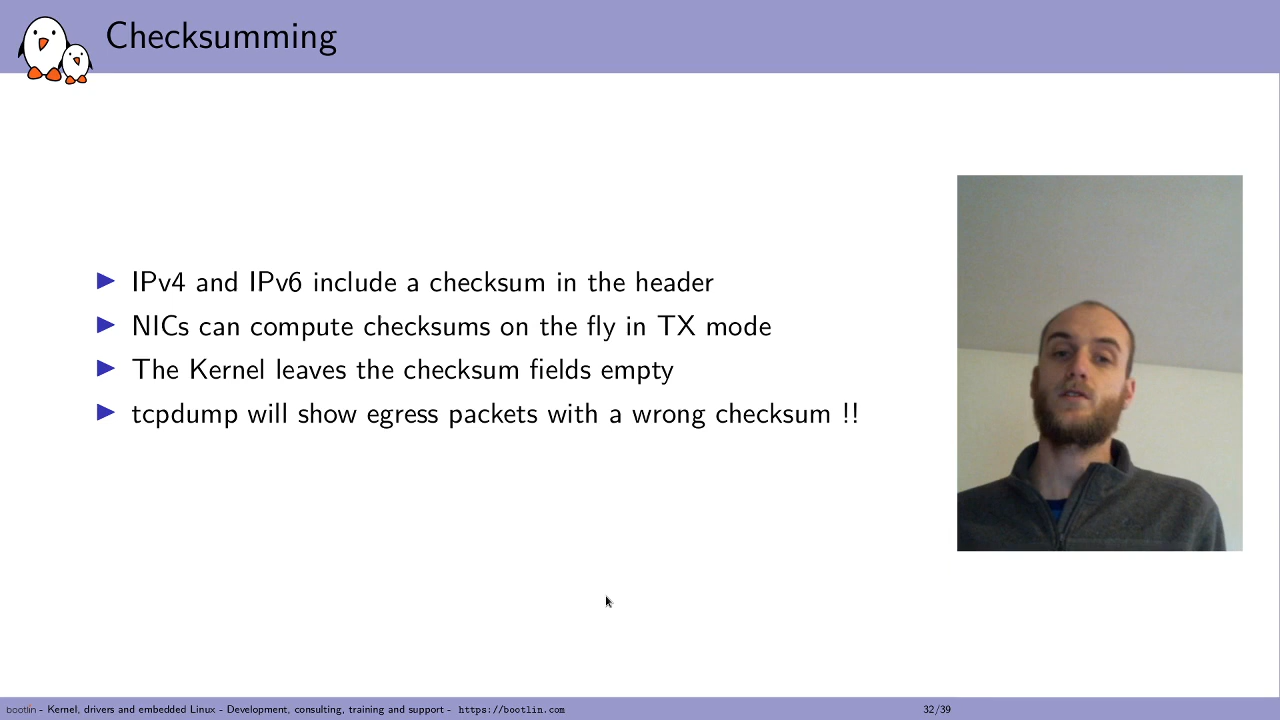 Checksumming
IPv4 and IPv6 include a checksum in the header
NICs can compute checksums on the fly in TX mode
The Kernel leaves the checksum fields empty
tcpdump will show egress packets with a wrong checksum !!
bootlin - Kernel, drivers and embedded Linux - Development, consulting, training and support - https://bootlin.com 32/39